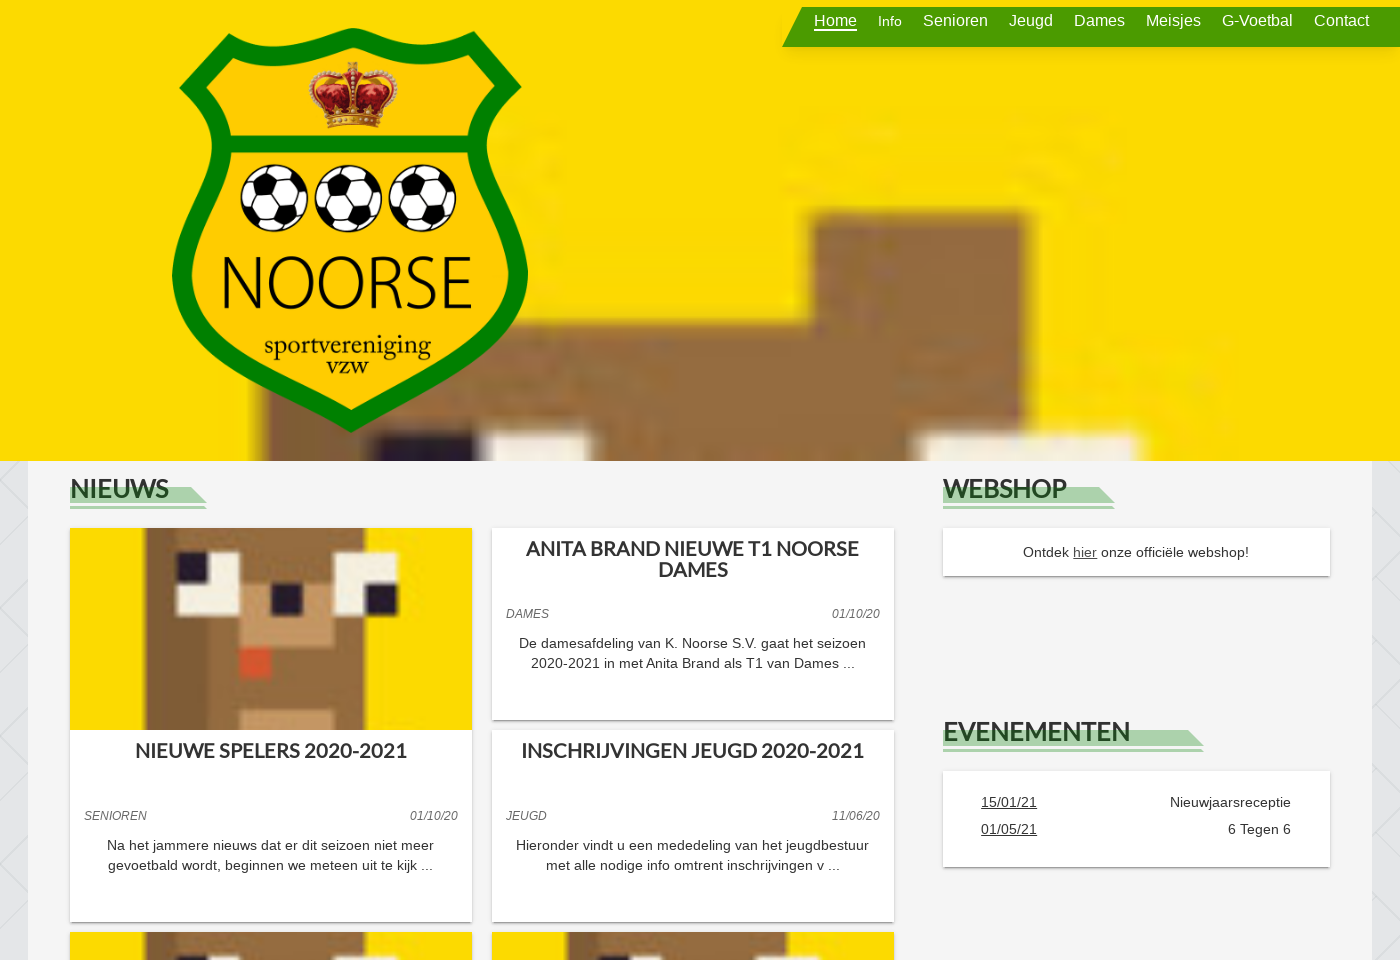 Home Info Senioren Jeugd Dames Meisjes G-Voetbal Contact
NOORSE
sportvereniging
vzw
NIEUWS
NIEUWE SPELERS 2020-2021
SENIOREN 01/10/20
Na het jammere nieuws dat er dit seizoen niet meer
gevoetbald wordt, beginnen we meteen uit te kijk ...
ANITA BRAND NIEUWE T1 NOORSE
DAMES
DAMES 01/10/20
De damesafdeling van K. Noorse S.V. gaat het seizoen
2020-2021 in met Anita Brand als T1 van Dames ...
INSCHRIJVINGEN JEUGD 2020-2021
JEUGD 11/06/20
Hieronder vindt u een mededeling van het jeugdbestuur
met alle nodige info omtrent inschrijvingen v ...
WEBSHOP
Ontdek hier onze officiële webshop!
EVENEMENTEN
15/01/21 Nieuwjaarsreceptie
01/05/21 6 Tegen 6